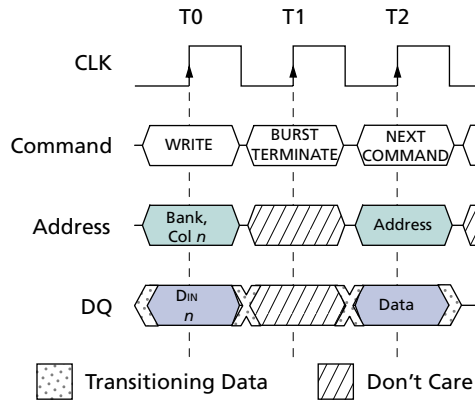 T0 T1 T2
CLK
Command WRITE BURST TERMINATE NEXT COMMAND
Address Bank, Col n Address
DQ DIN n Data
Transitioning Data Don't Care